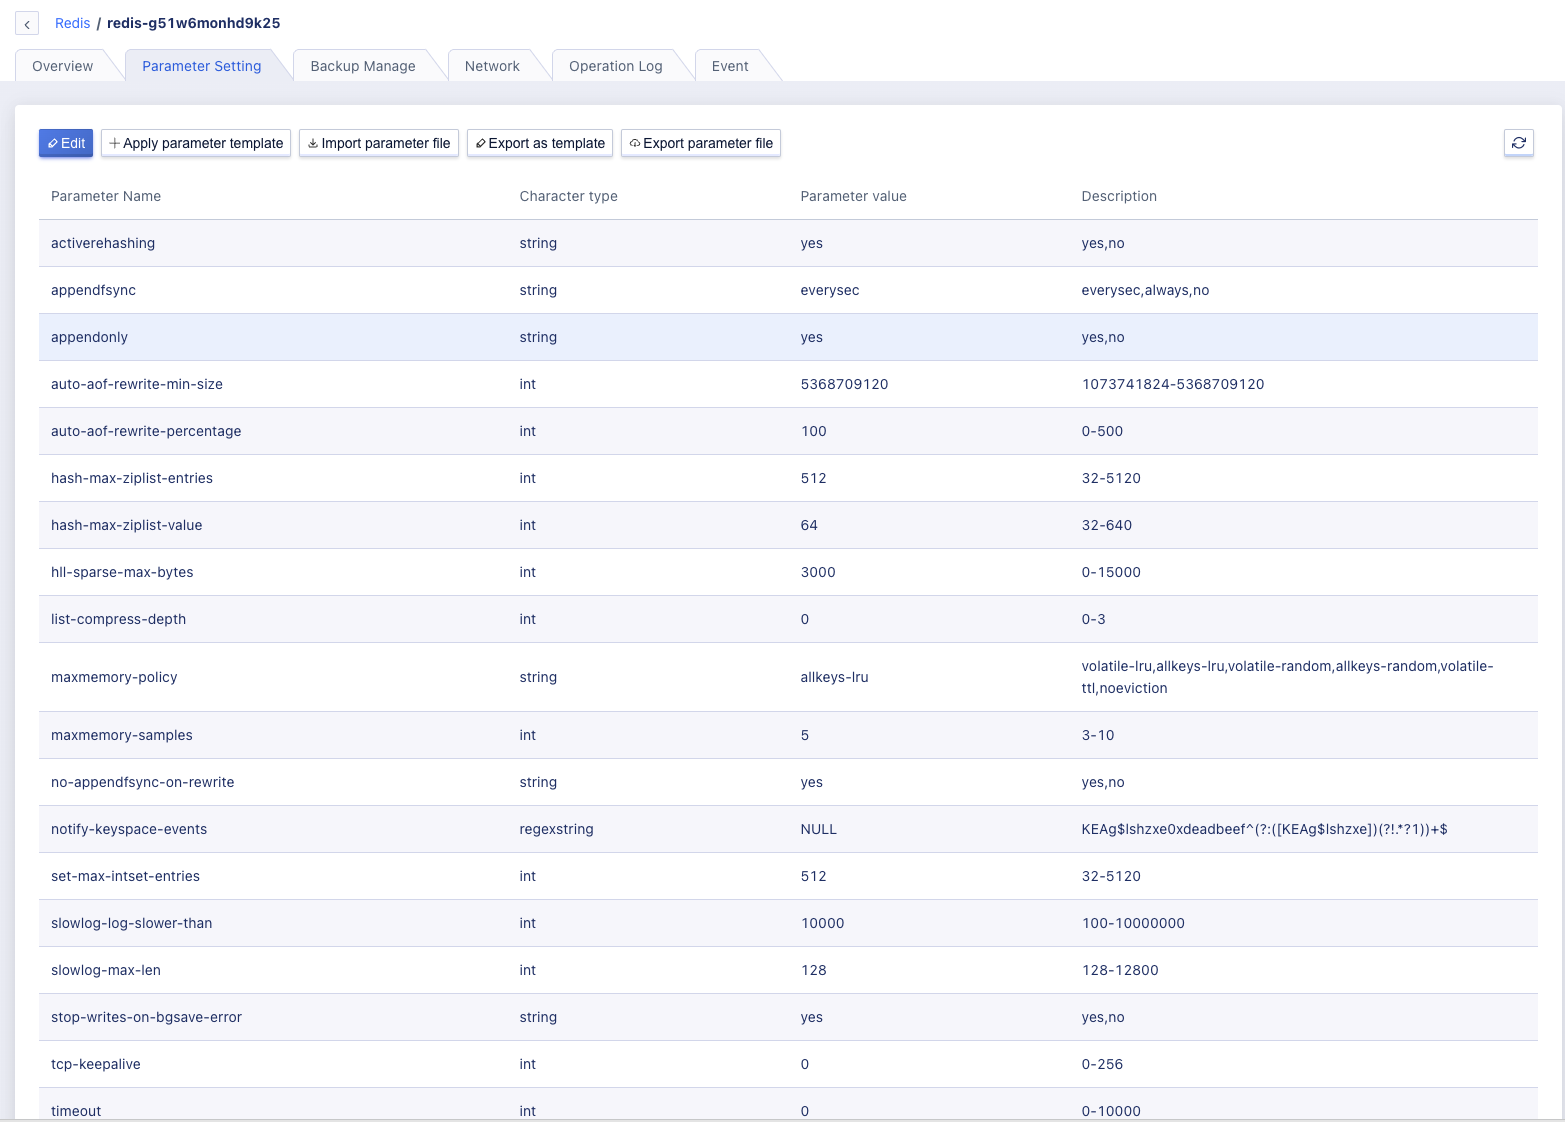 Redis / redis-g51w6monhd9k25
Overview Parameter Setting Backup Manage Network Operation Log Event
Edit Apply parameter template Import parameter file Export as template Export parameter file
Parameter Name Character type Parameter value Description
activerehashing string yes yes,no
appendfsync string everysec everysec,always,no
appendonly string yes yes,no
auto-aof-rewrite-min-size int 5368709120 1073741824-5368709120
auto-aof-rewrite-percentage int 100 0-500
hash-max-ziplist-entries int 512 32-5120
hash-max-ziplist-value int 64 32-640
hll-sparse-max-bytes int 3000 0-15000
list-compress-depth int 0 0-3
maxmemory-policy string allkeys-lru volatile-lru,allkeys-lru,volatile-random,allkeys-random,volatile-
ttl,noeviction
maxmemory-samples int 5 3-10
no-appendfsync-on-rewrite string yes yes,no
notify-keyspace-events regexstring NULL KEAg$lshzxe0xdeadbeef^(?:([KEAg$lshzxe])(?!.*?1))+$
set-max-intset-entries int 512 32-5120
slowlog-log-slower-than int 10000 100-10000000
slowlog-max-len int 128 128-12800
stop-writes-on-bgsave-error string yes yes,no
tcp-keepalive int 0 0-256
timeout int 0 0-10000